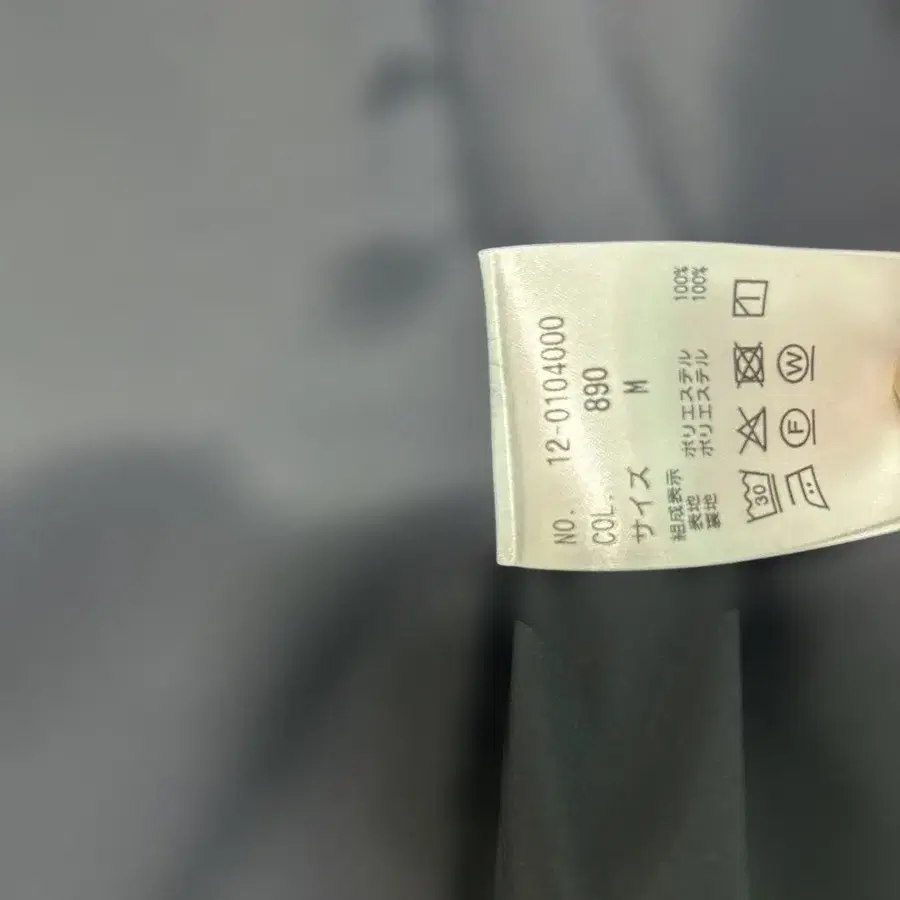 NO. 12-0104000
COL. 890
サイズ M
組成表示
表地 ポリエステル 100%
裏地 ポリエステル 100%
30
F W